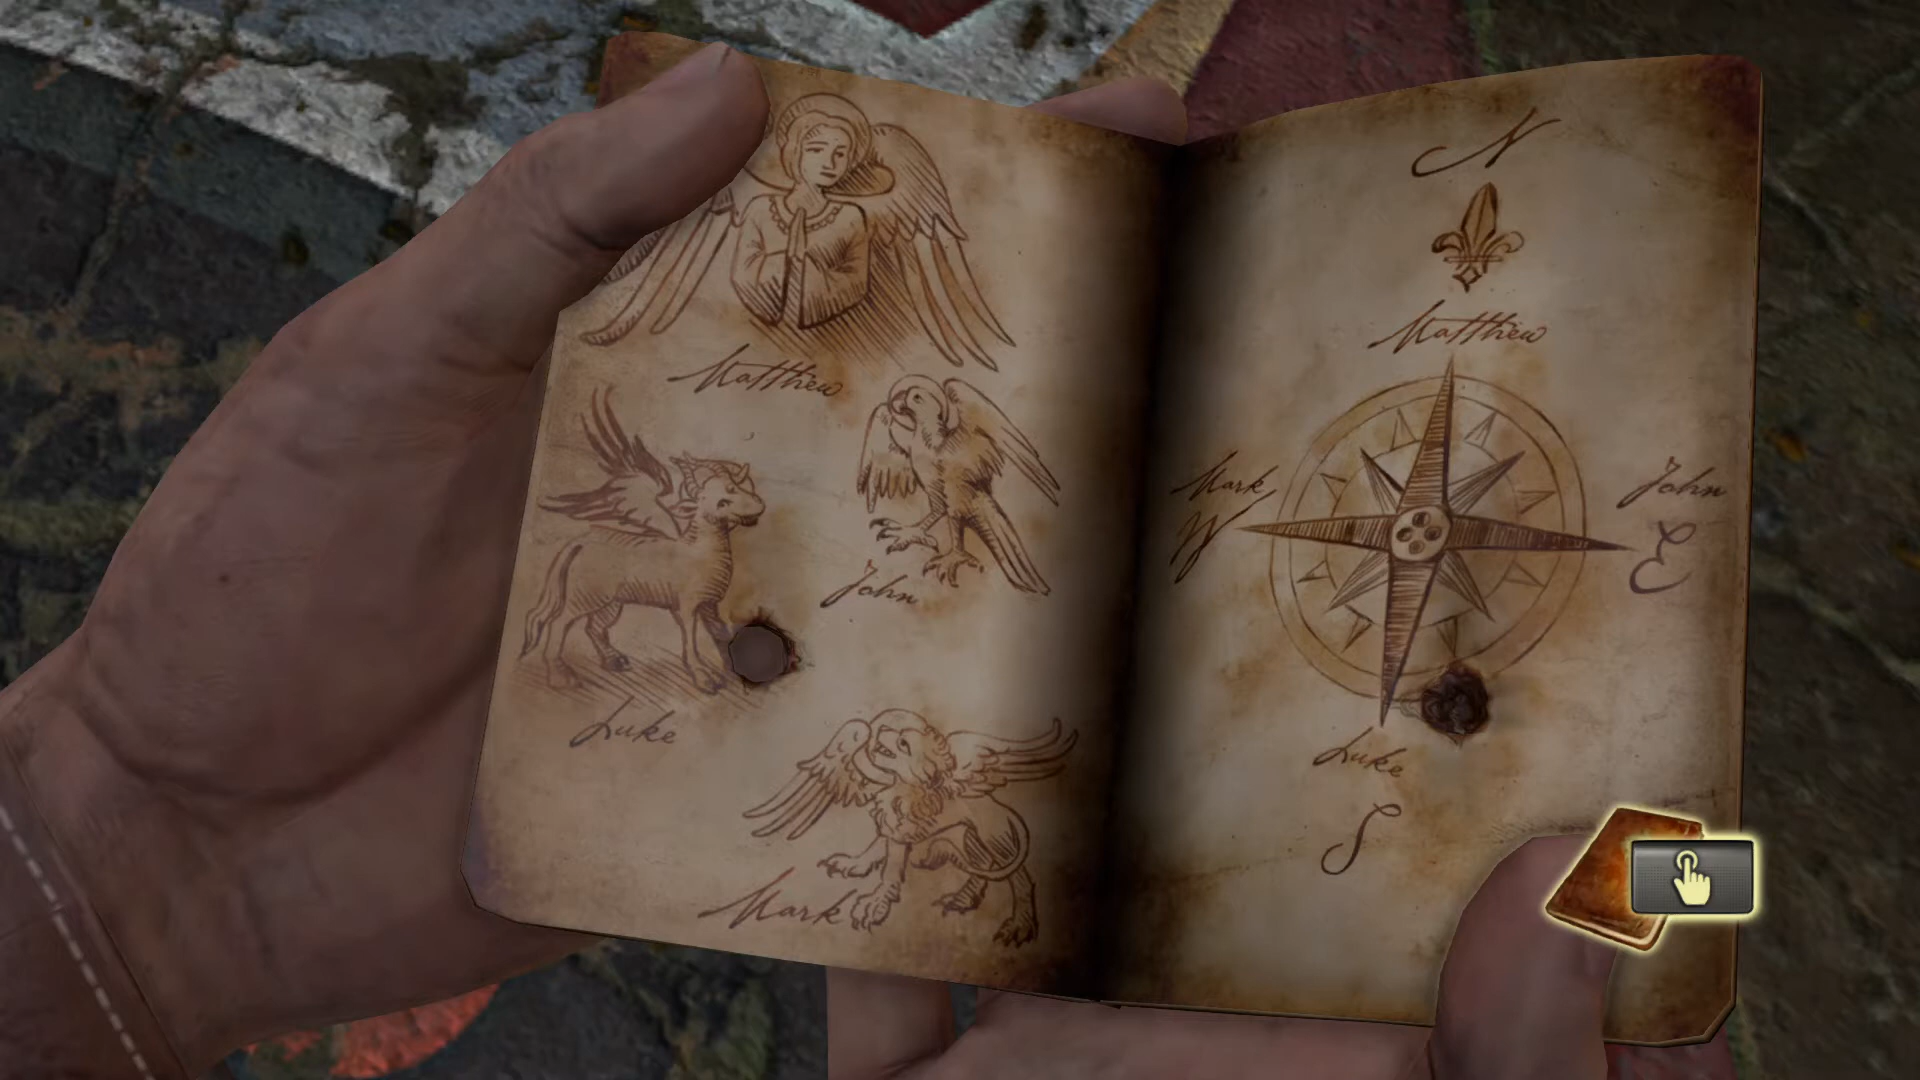 Matthew
John
Luke
Mark
N
Matthew
Mark
John
W
E
Luke
S